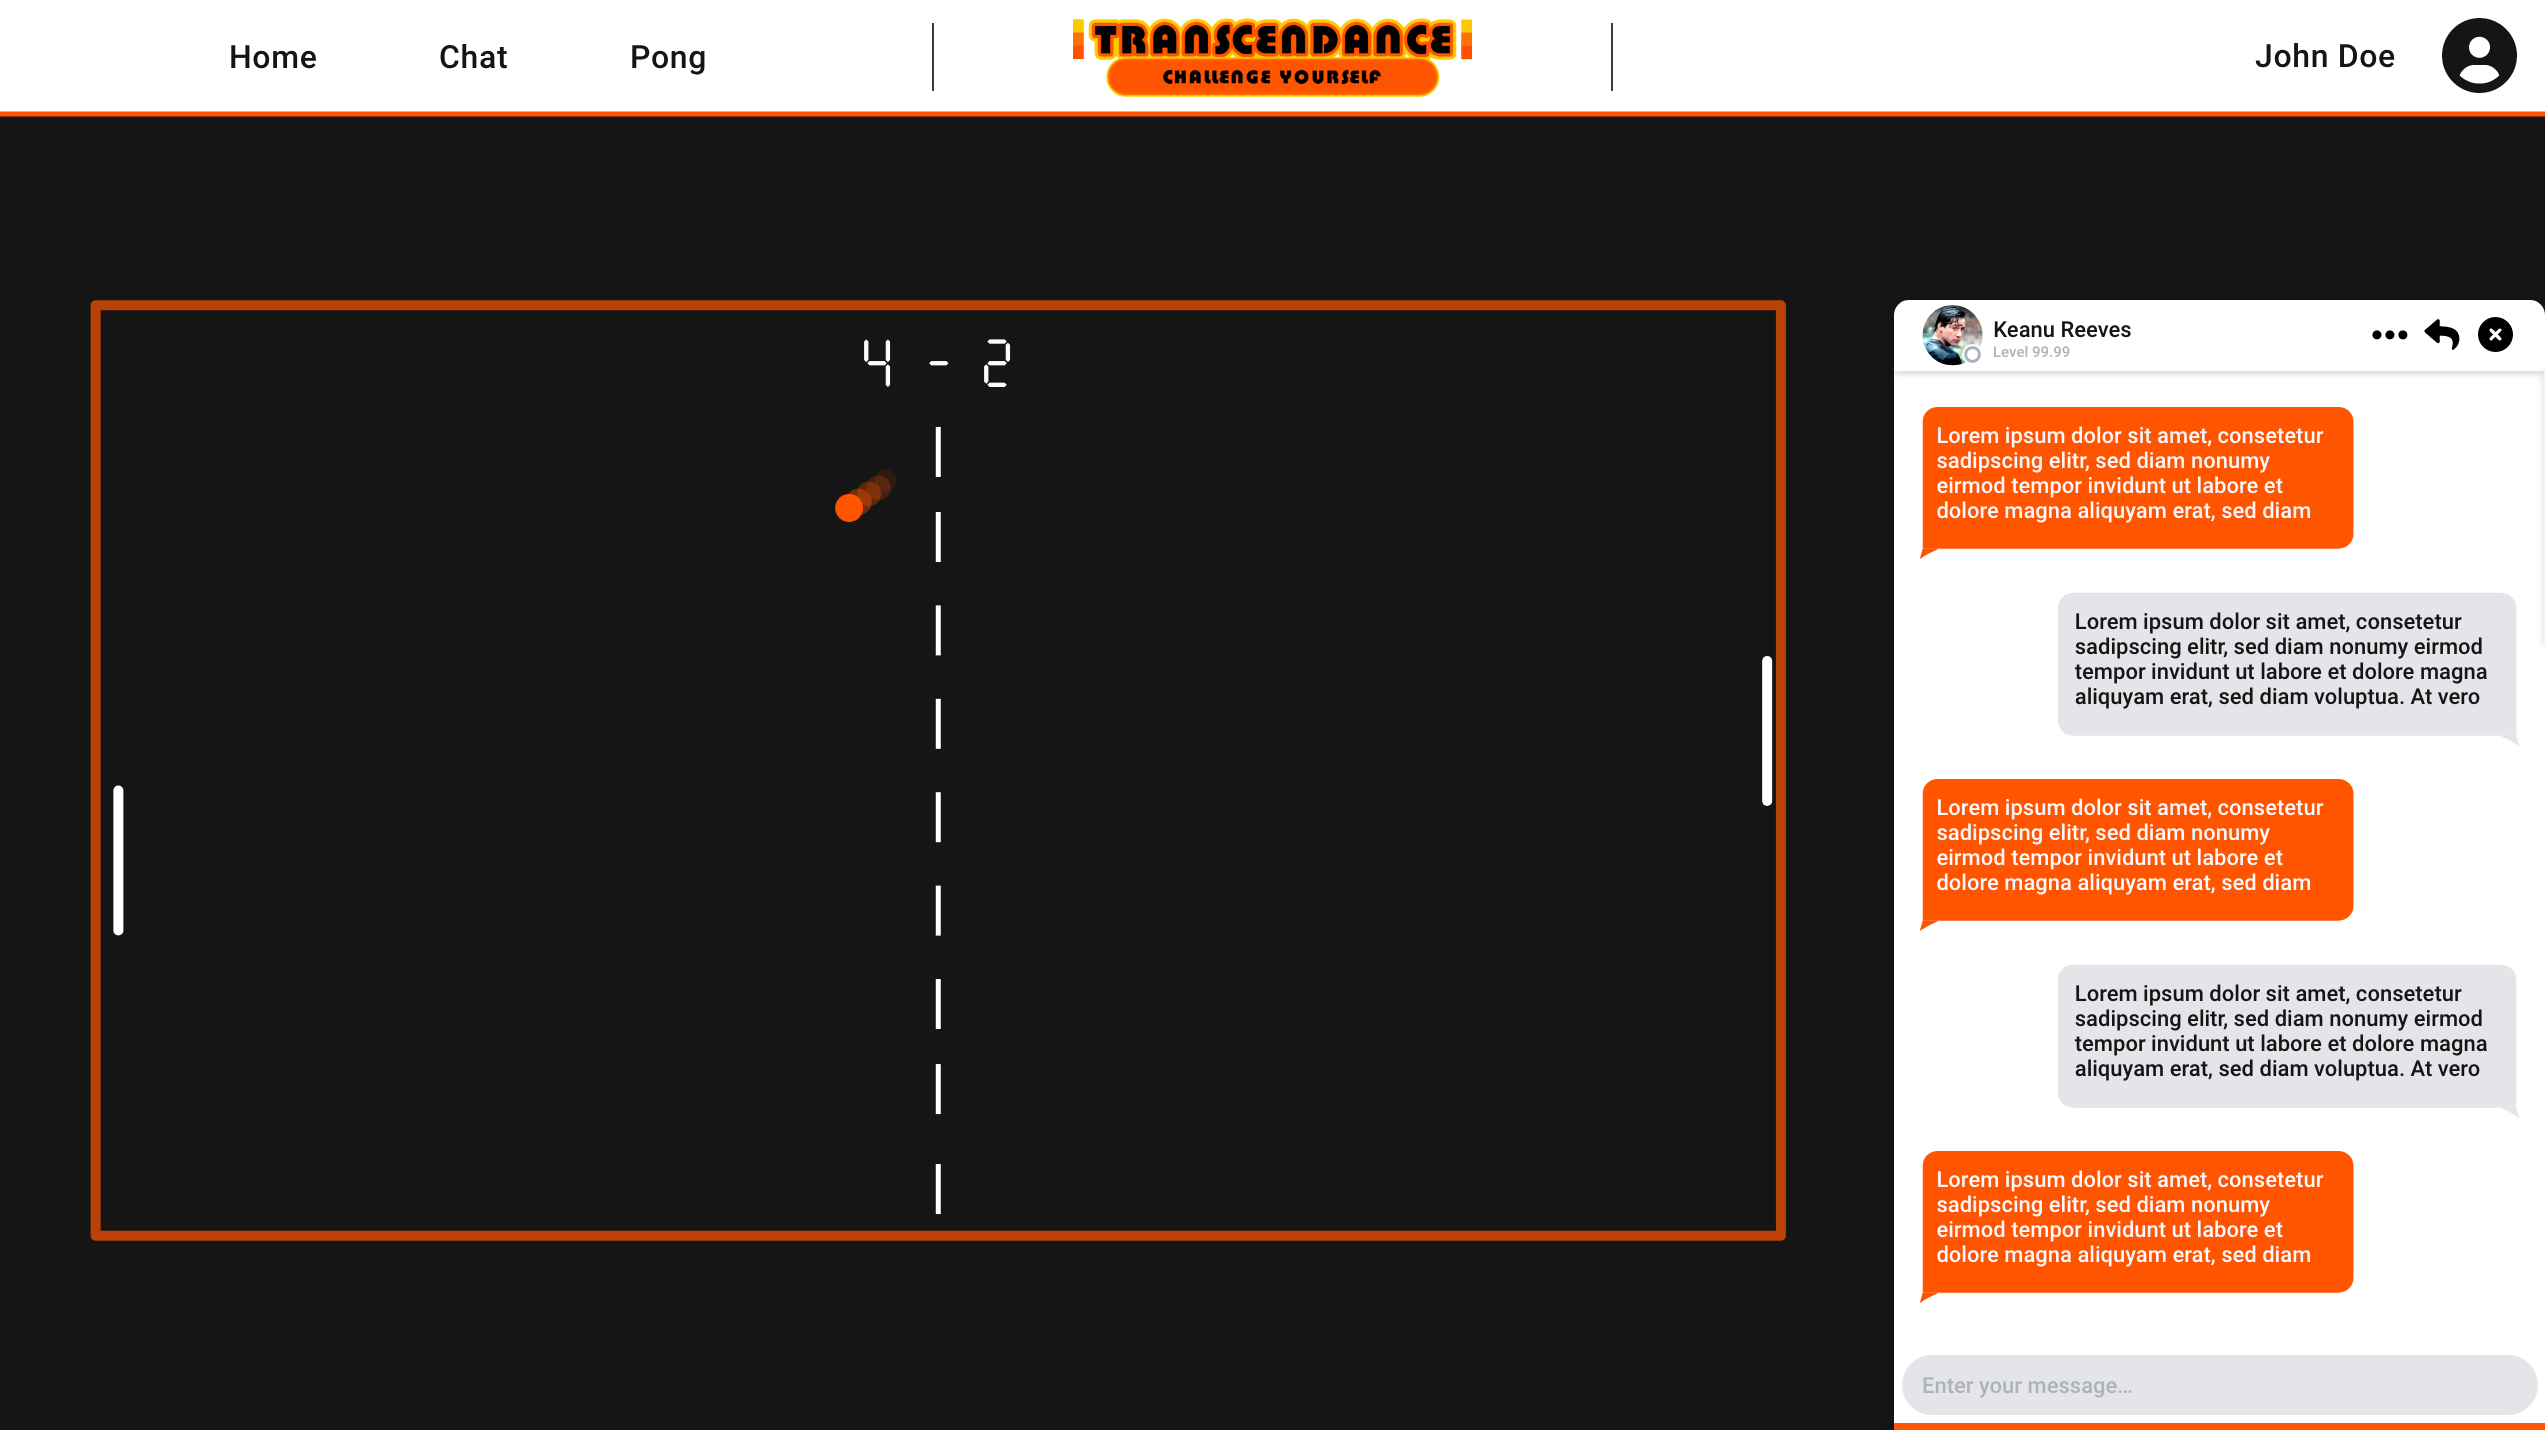 Home
Chat
Pong
TRANSCENDANCE
CHALLENGE YOURSELF
John Doe
4 - 2
Keanu Reeves
Level 99.99
Lorem ipsum dolor sit amet, consetetur
sadipscing elitr, sed diam nonumy
eirmod tempor invidunt ut labore et
dolore magna aliquyam erat, sed diam
Lorem ipsum dolor sit amet, consetetur
sadipscing elitr, sed diam nonumy eirmod
tempor invidunt ut labore et dolore magna
aliquyam erat, sed diam voluptua. At vero
Lorem ipsum dolor sit amet, consetetur
sadipscing elitr, sed diam nonumy
eirmod tempor invidunt ut labore et
dolore magna aliquyam erat, sed diam
Lorem ipsum dolor sit amet, consetetur
sadipscing elitr, sed diam nonumy eirmod
tempor invidunt ut labore et dolore magna
aliquyam erat, sed diam voluptua. At vero
Lorem ipsum dolor sit amet, consetetur
sadipscing elitr, sed diam nonumy
eirmod tempor invidunt ut labore et
dolore magna aliquyam erat, sed diam
Enter your message...